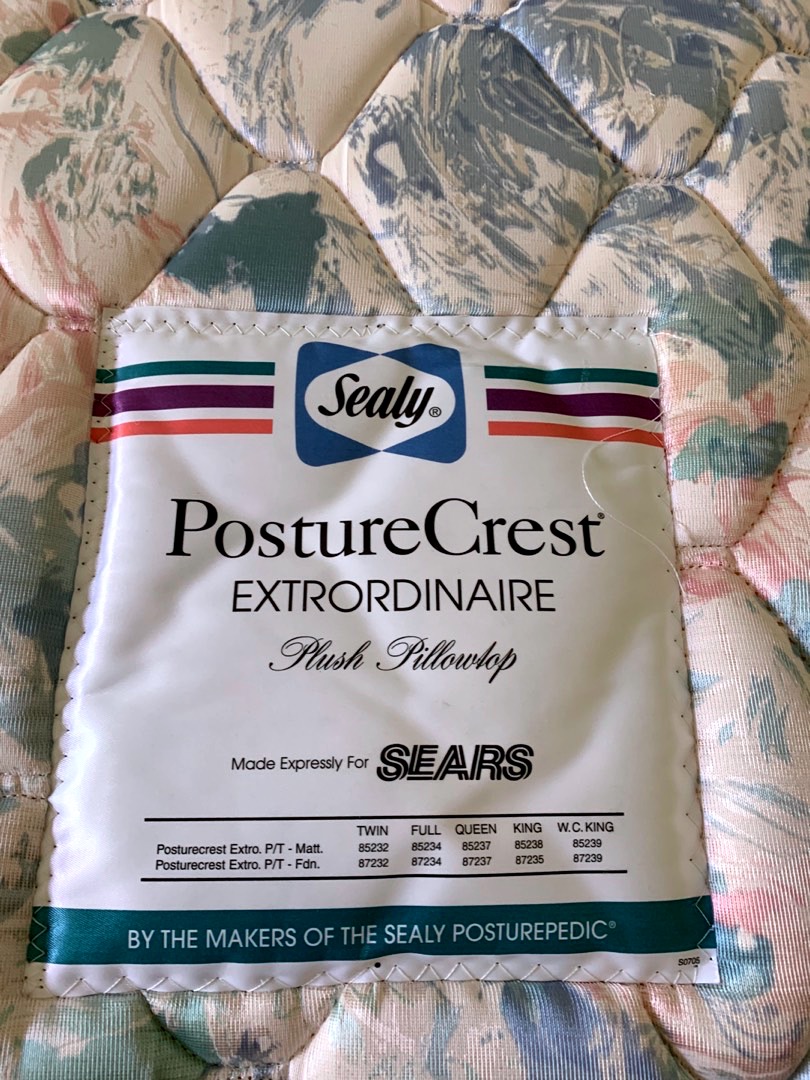 Sealy®
PostureCrest®
EXTRORDINAIRE
Plush Pillowtop
Made Expressly For SEARS
TWIN FULL QUEEN KING W.C.KING
Posturecrest Extro. P/T - Matt. 85232 85234 85237 85238 85239
Posturecrest Extro. P/T - Fdn. 87232 87234 87237 87235 87239
BY THE MAKERS OF THE SEALY POSTUREPEDIC®
S0705